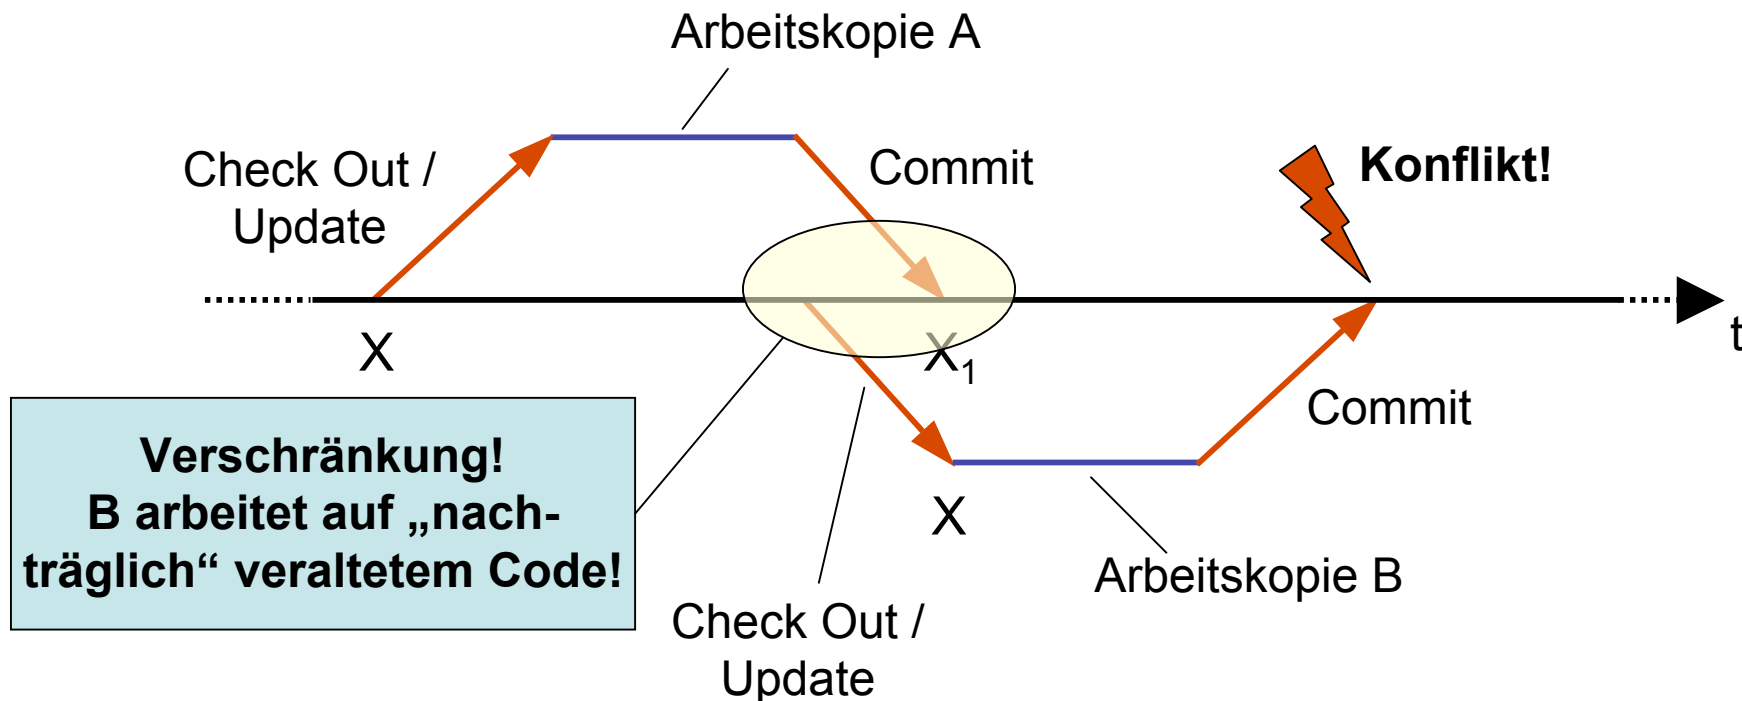 Arbeitskopie A
Check Out /
Update
Commit
Konflikt!
t
X
X₁
Commit
Verschränkung!
B arbeitet auf „nach-
träglich“ veraltetem Code!
X
Arbeitskopie B
Check Out /
Update